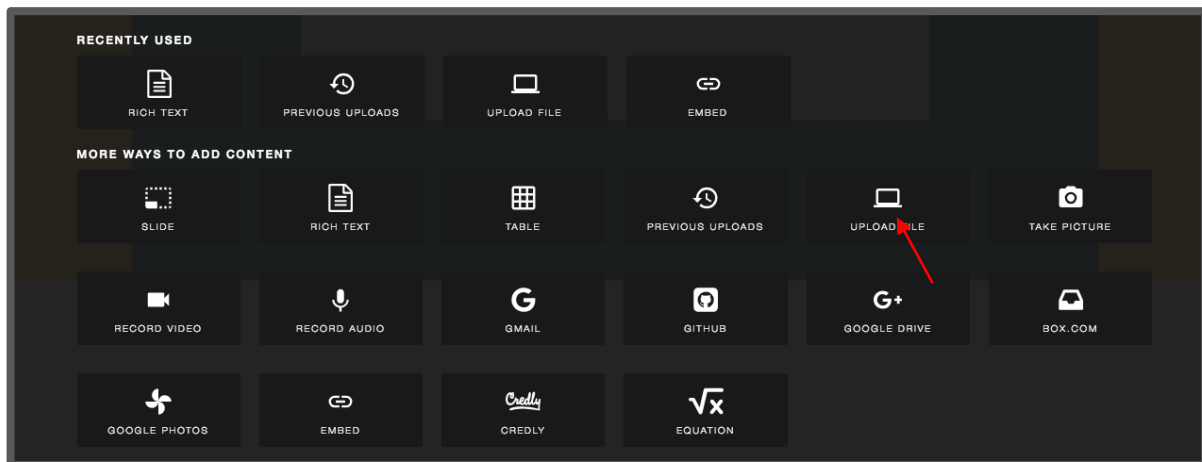 RECENTLY USED
RICH TEXT PREVIOUS UPLOADS UPLOAD FILE EMBED
MORE WAYS TO ADD CONTENT
SLIDE RICH TEXT TABLE PREVIOUS UPLOADS UPLOAD FILE TAKE PICTURE
RECORD VIDEO RECORD AUDIO GMAIL GITHUB GOOGLE DRIVE BOX.COM
Credly √x
GOOGLE PHOTOS EMBED CREDLY EQUATION